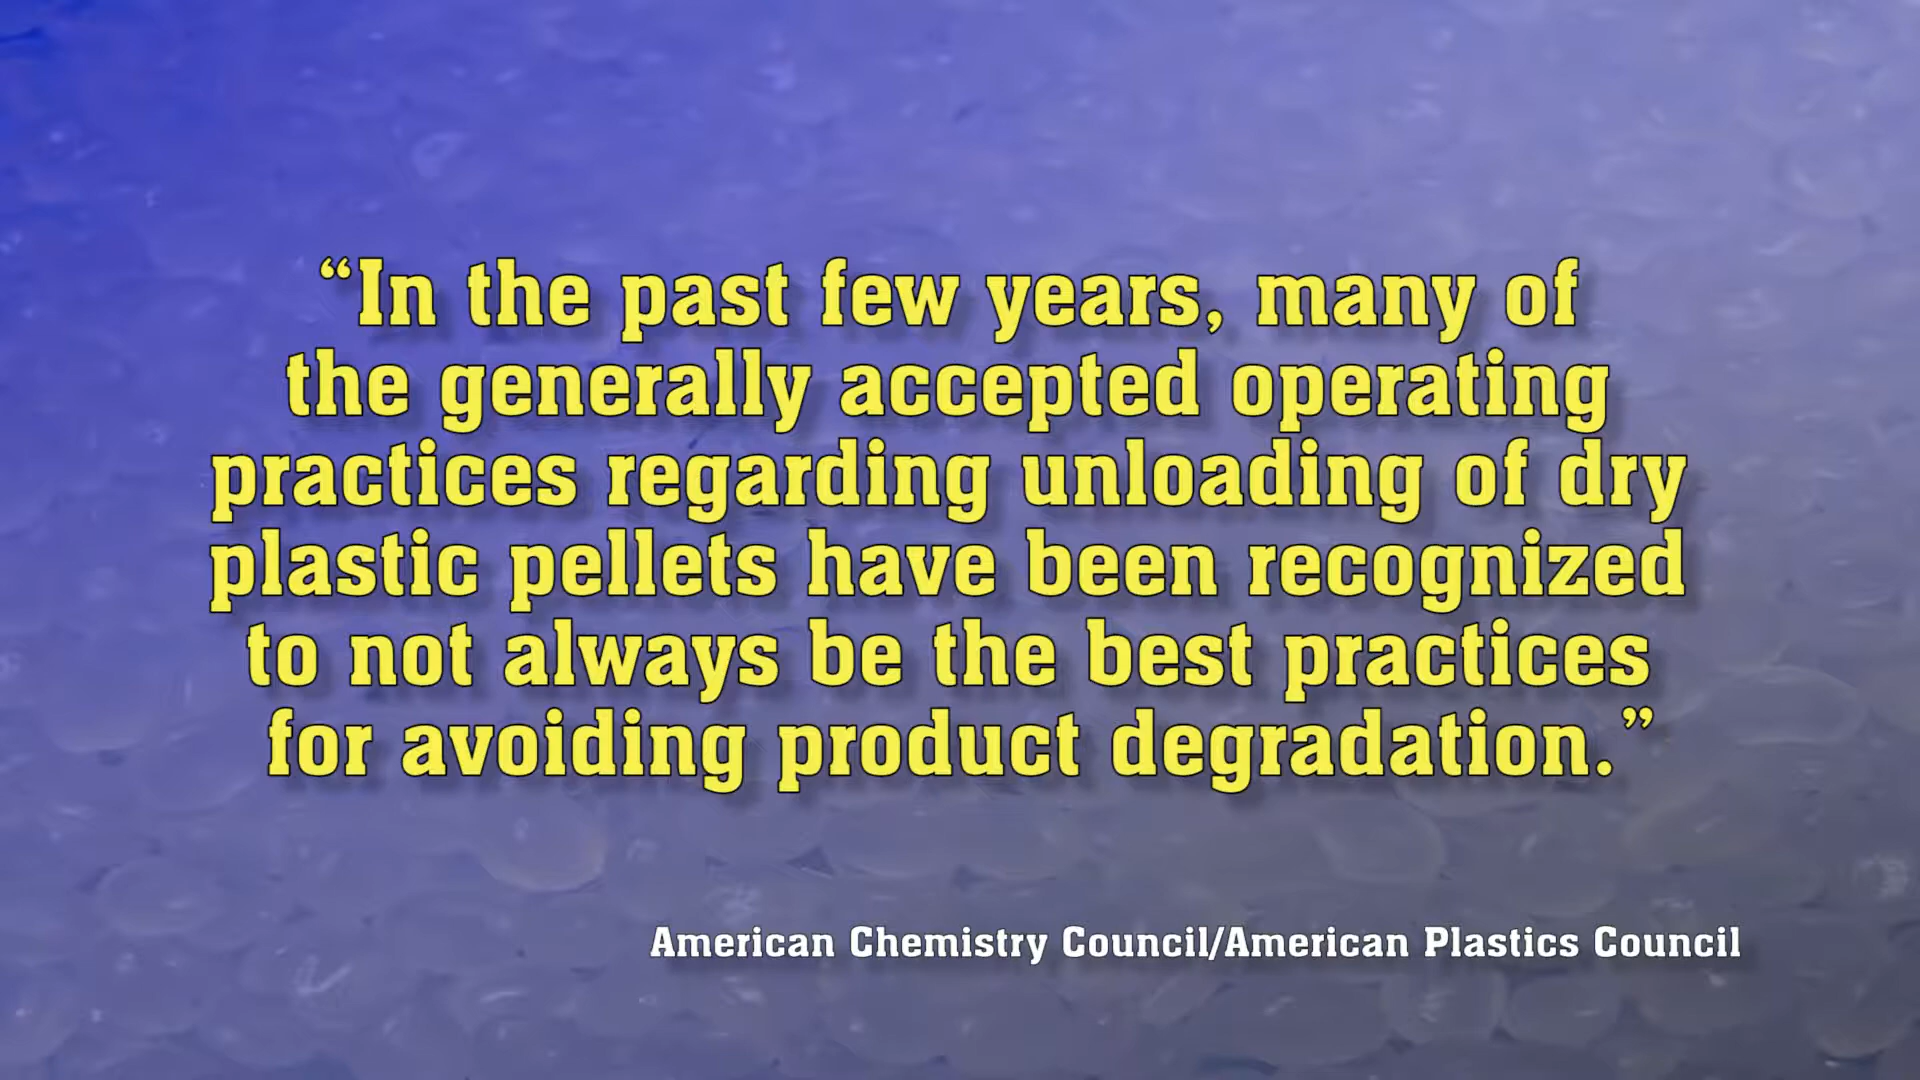 “In the past few years, many of
the generally accepted operating
practices regarding unloading of dry
plastic pellets have been recognized
to not always be the best practices
for avoiding product degradation.”
American Chemistry Council/American Plastics Council